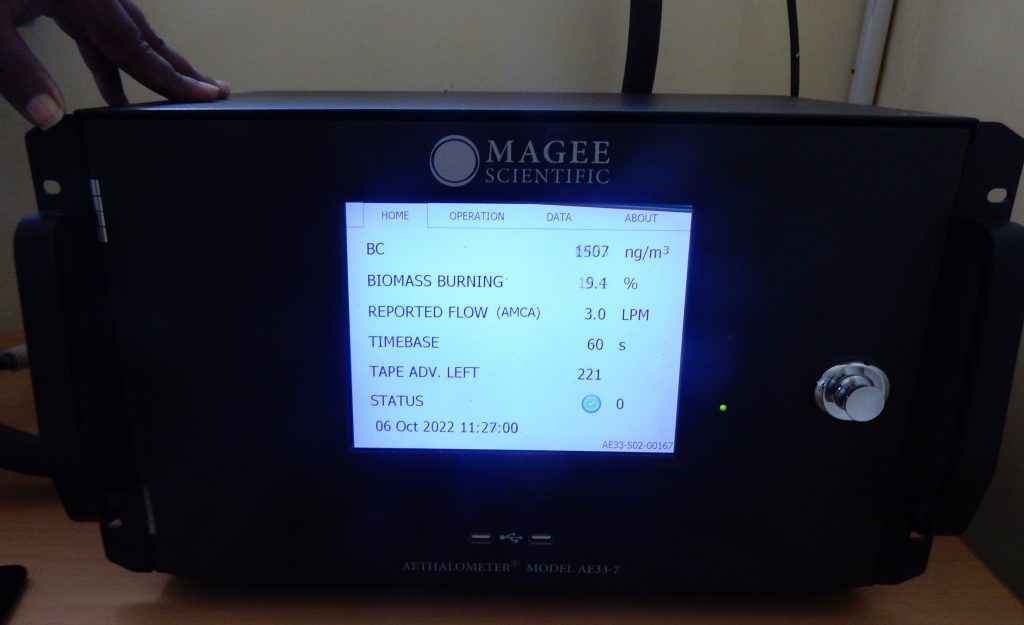 MAGEE
SCIENTIFIC
HOME OPERATION DATA ABOUT
BC 1507 ng/m³
BIOMASS BURNING 19.4 %
REPORTED FLOW (AMCA) 3.0 LPM
TIMEBASE 60 s
TAPE ADV. LEFT 221
STATUS 0
06 Oct 2022 11:27:00
AE33-S02-00167
AETHALOMETER® MODEL AE33-7